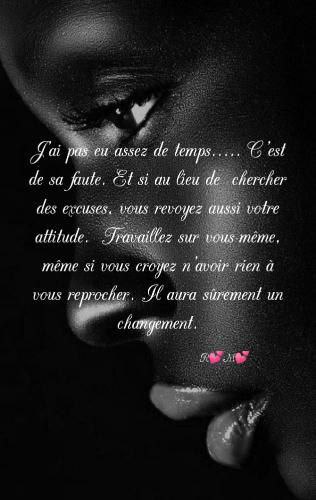 J'ai pas eu assez de temps..... C'est
de sa faute. Et si au lieu de chercher
des excuses, vous revoyez aussi votre
attitude. Travaillez sur vous-même,
même si vous croyez n'avoir rien à
vous reprocher. Il aura sûrement un
changement.
R💕M💕